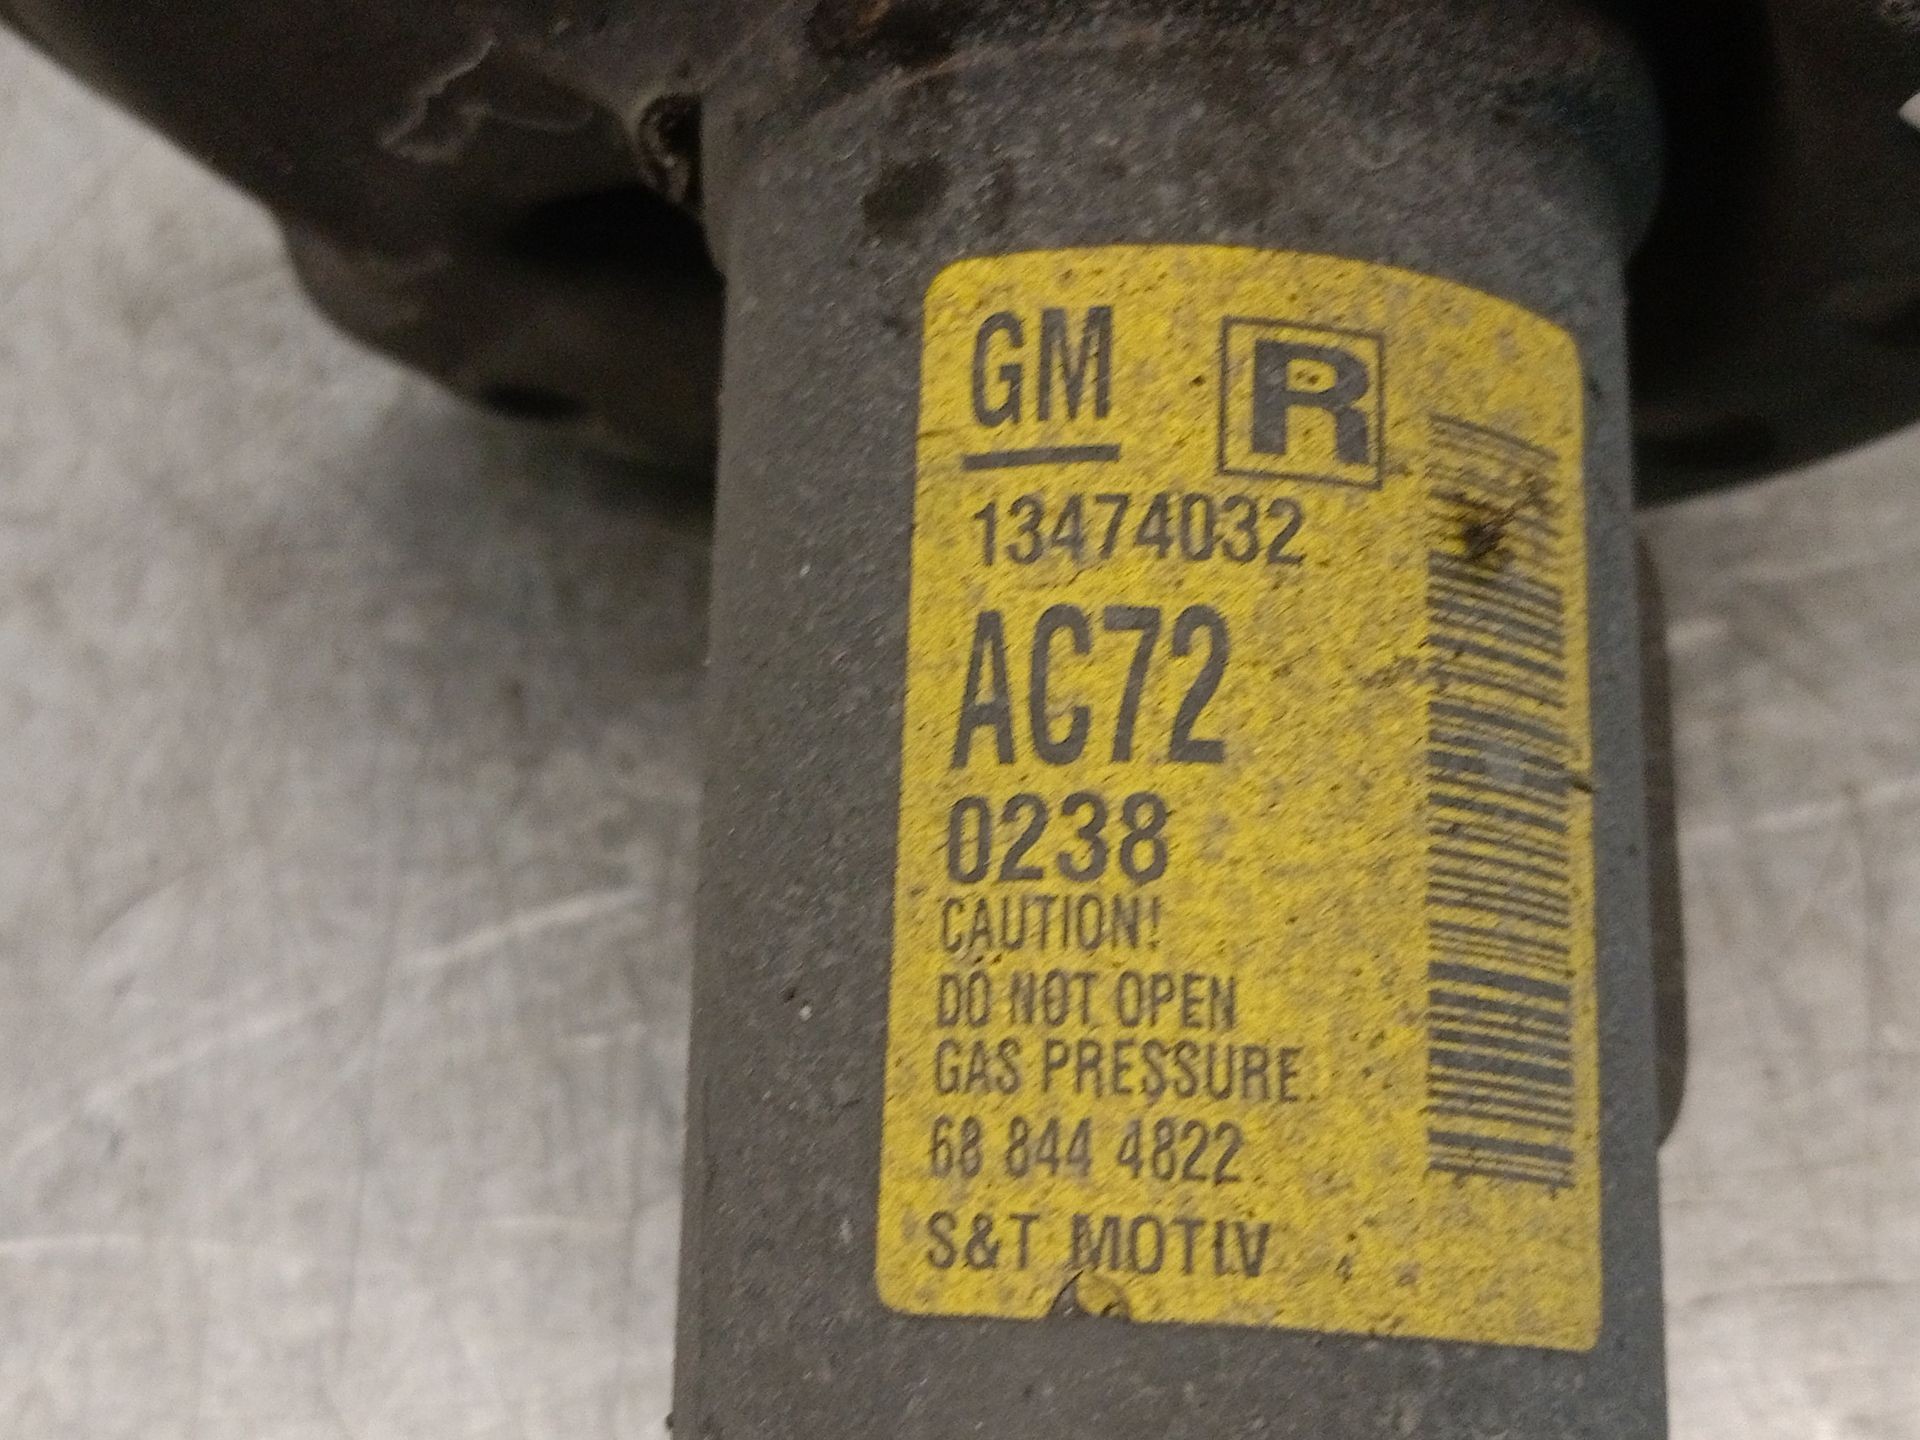 GM R
13474032
AC72
0238
CAUTION!
DO NOT OPEN
GAS PRESSURE.
68 844 4822
S&T MOTIV